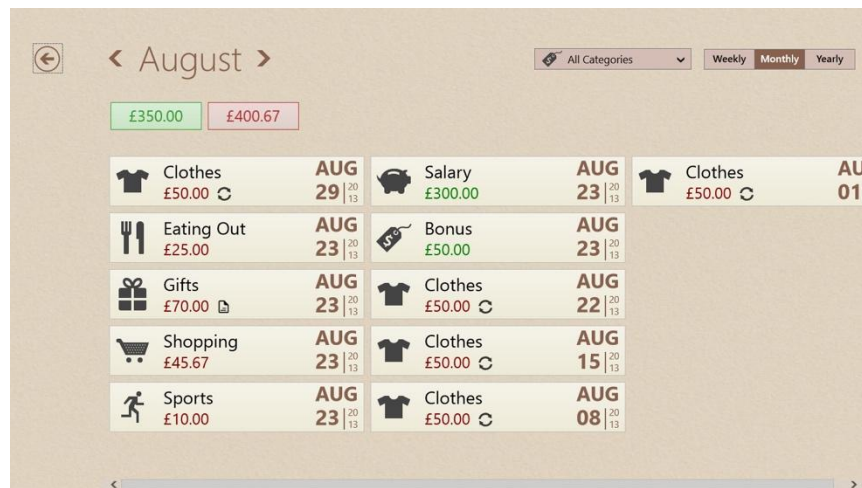 August
All Categories
Weekly Monthly Yearly
£350.00 £400.67
Clothes
£50.00
AUG
29 20 13
Eating Out
£25.00
AUG
23 20 13
Gifts
£70.00
AUG
23 20 13
Shopping
£45.67
AUG
23 20 13
Sports
£10.00
AUG
23 20 13
Salary
£300.00
AUG
23 20 13
Bonus
£50.00
AUG
23 20 13
Clothes
£50.00
AUG
22 20 13
Clothes
£50.00
AUG
15 20 13
Clothes
£50.00
AUG
08 20 13
Clothes
£50.00
AU
01